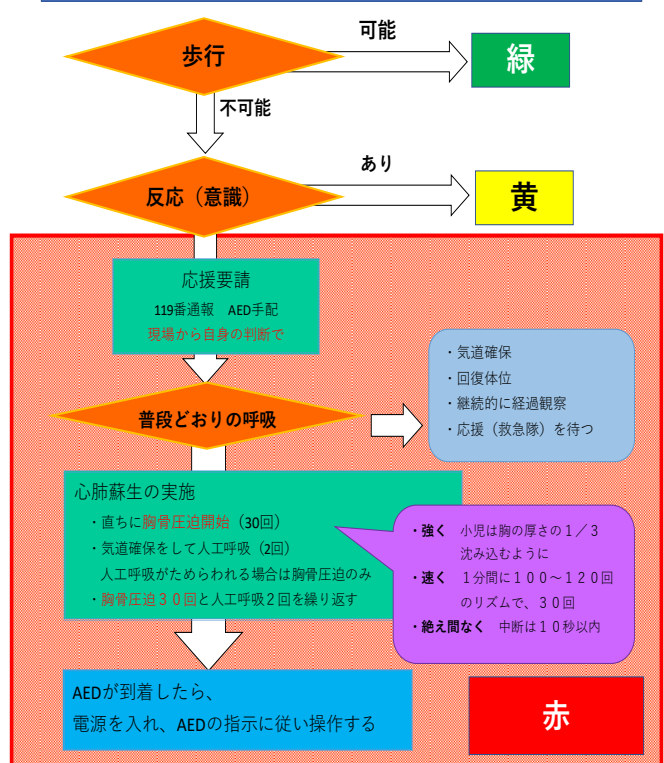 歩行
可能
緑
不可能
反応（意識）
あり
黄
応援要請
119番通報　AED手配
現場から自身の判断で
普段どおりの呼吸
・気道確保
・回復体位
・継続的に経過観察
・応援（救急隊）を待つ
心肺蘇生の実施
・直ちに胸骨圧迫開始（30回）
・気道確保をして人工呼吸（2回）
人工呼吸がためらわれる場合は胸骨圧迫のみ
・胸骨圧迫３０回と人工呼吸２回を繰り返す
・強く　小児は胸の厚さの１／３
沈み込むように
・速く　１分間に１００～１２０回
のリズムで、３０回
・絶え間なく　中断は１０秒以内
AEDが到着したら、
電源を入れ、AEDの指示に従い操作する
赤